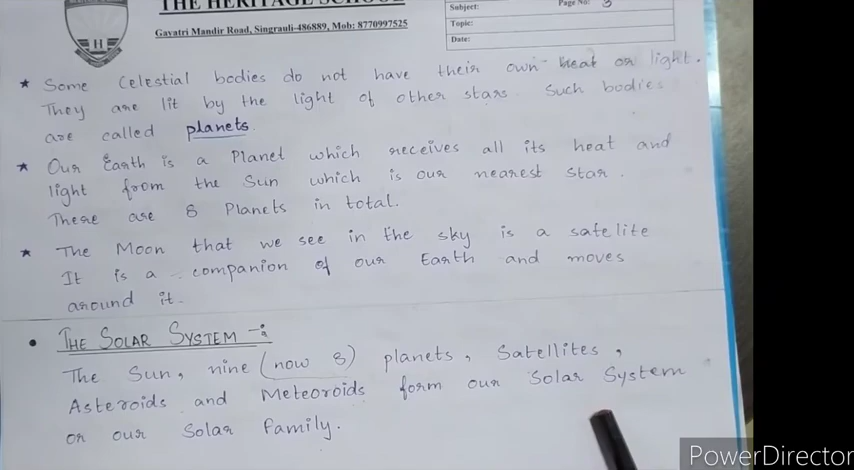 THE HERITAGE SCHOOL
Gayatri Mandir Road, Singrauli-486889, Mob: 8770997525
Subject:
Page No: 3
Topic:
Date:
H
★ Some Celestial bodies do not have their own heat or light.
They are lit by the light of other stars. Such bodies
are called planets.
★ Our Earth is a Planet which receives all its heat and
light from the Sun which is our nearest star.
There are 8 Planets in total.
★ The Moon that we see in the sky is a satelite
It is a companion of our Earth and moves
around it.
• THE SOLAR SYSTEM -:
The Sun, nine (now 8) planets, Satellites,
Asteroids and Meteoroids form our Solar System
or our Solar family.
PowerDirector